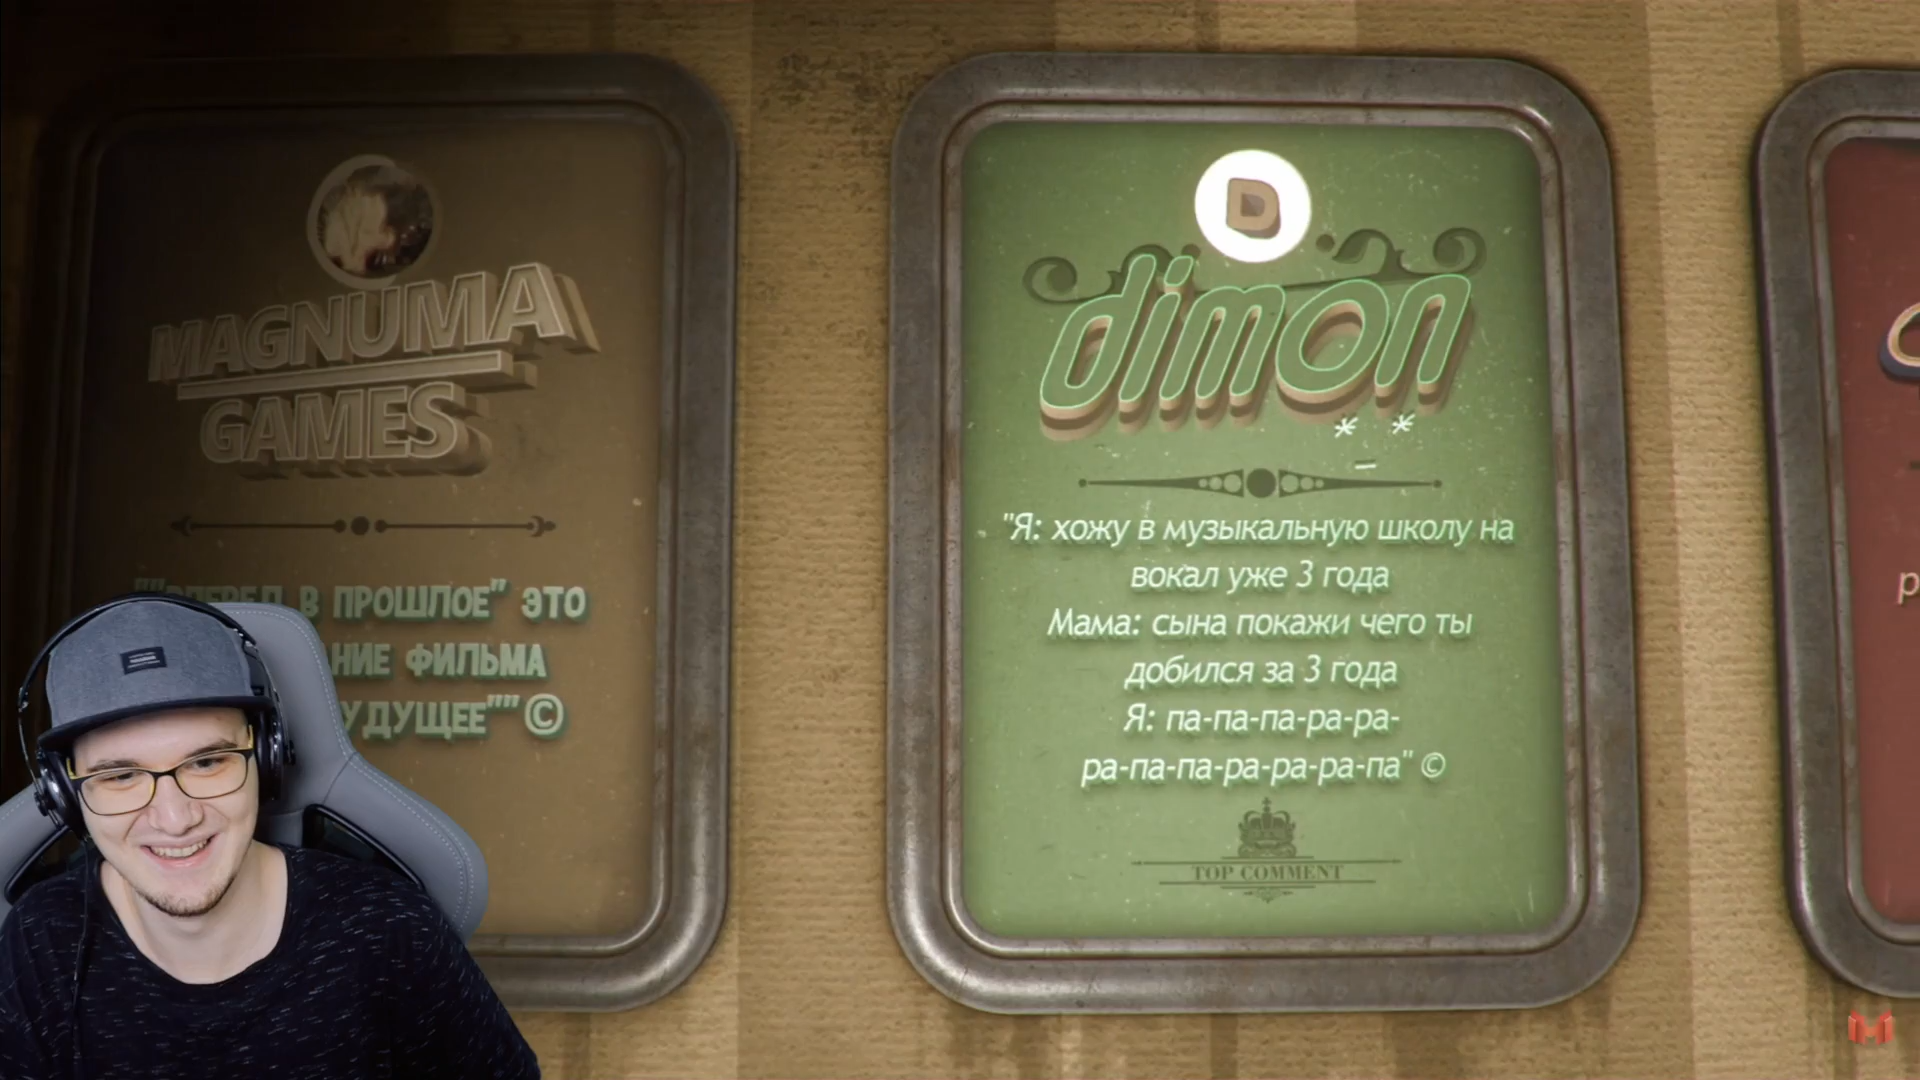 MAGNUMA
GAMES
В ПРОШЛОЕ" ЭТО
ФИЛЬМА
©
D
dimon
*_*
"Я: хожу в музыкальную школу на
вокал уже 3 года
Мама: сына покажи чего ты
добился за 3 года
Я: па-па-па-ра-ра-
ра-па-па-ра-ра-ра-па" ©
TOP COMMENT